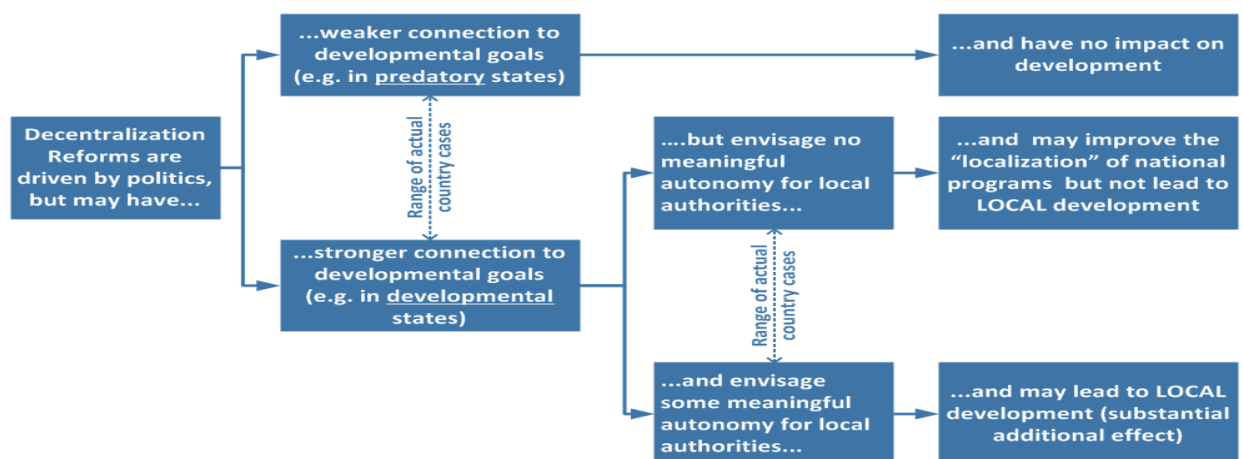 Decentralization
Reforms are
driven by politics,
but may have...
...weaker connection to
developmental goals
(e.g. in predatory states)
...and have no impact on
development
Range of actual
country cases
...stronger connection to
developmental goals
(e.g. in developmental
states)
....but envisage no
meaningful
autonomy for local
authorities...
...and may improve the
“localization” of national
programs but not lead to
LOCAL development
Range of actual
country cases
...and envisage
some meaningful
autonomy for local
authorities...
...and may lead to LOCAL
development (substantial
additional effect)